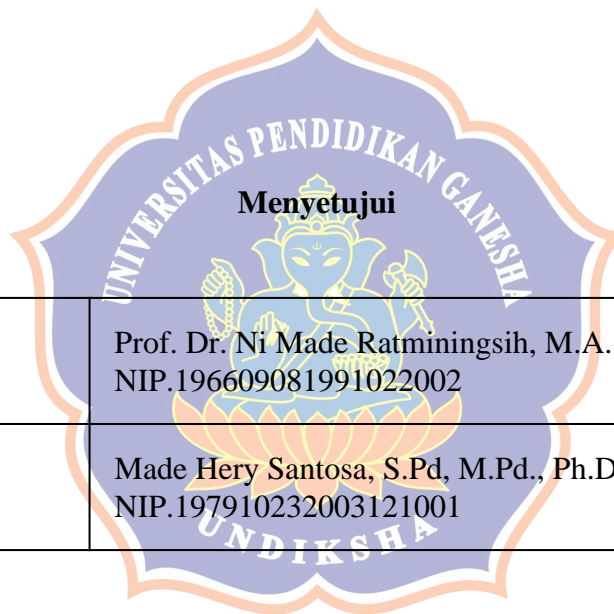 UNIVERSITAS PENDIDIKAN GANESHA
Menyetujui
Prof. Dr. Ni Made Ratminingsih, M.A.
NIP.196609081991022002
Made Hery Santosa, S.Pd, M.Pd., Ph.D
NIP.197910232003121001
UNDIKSHA